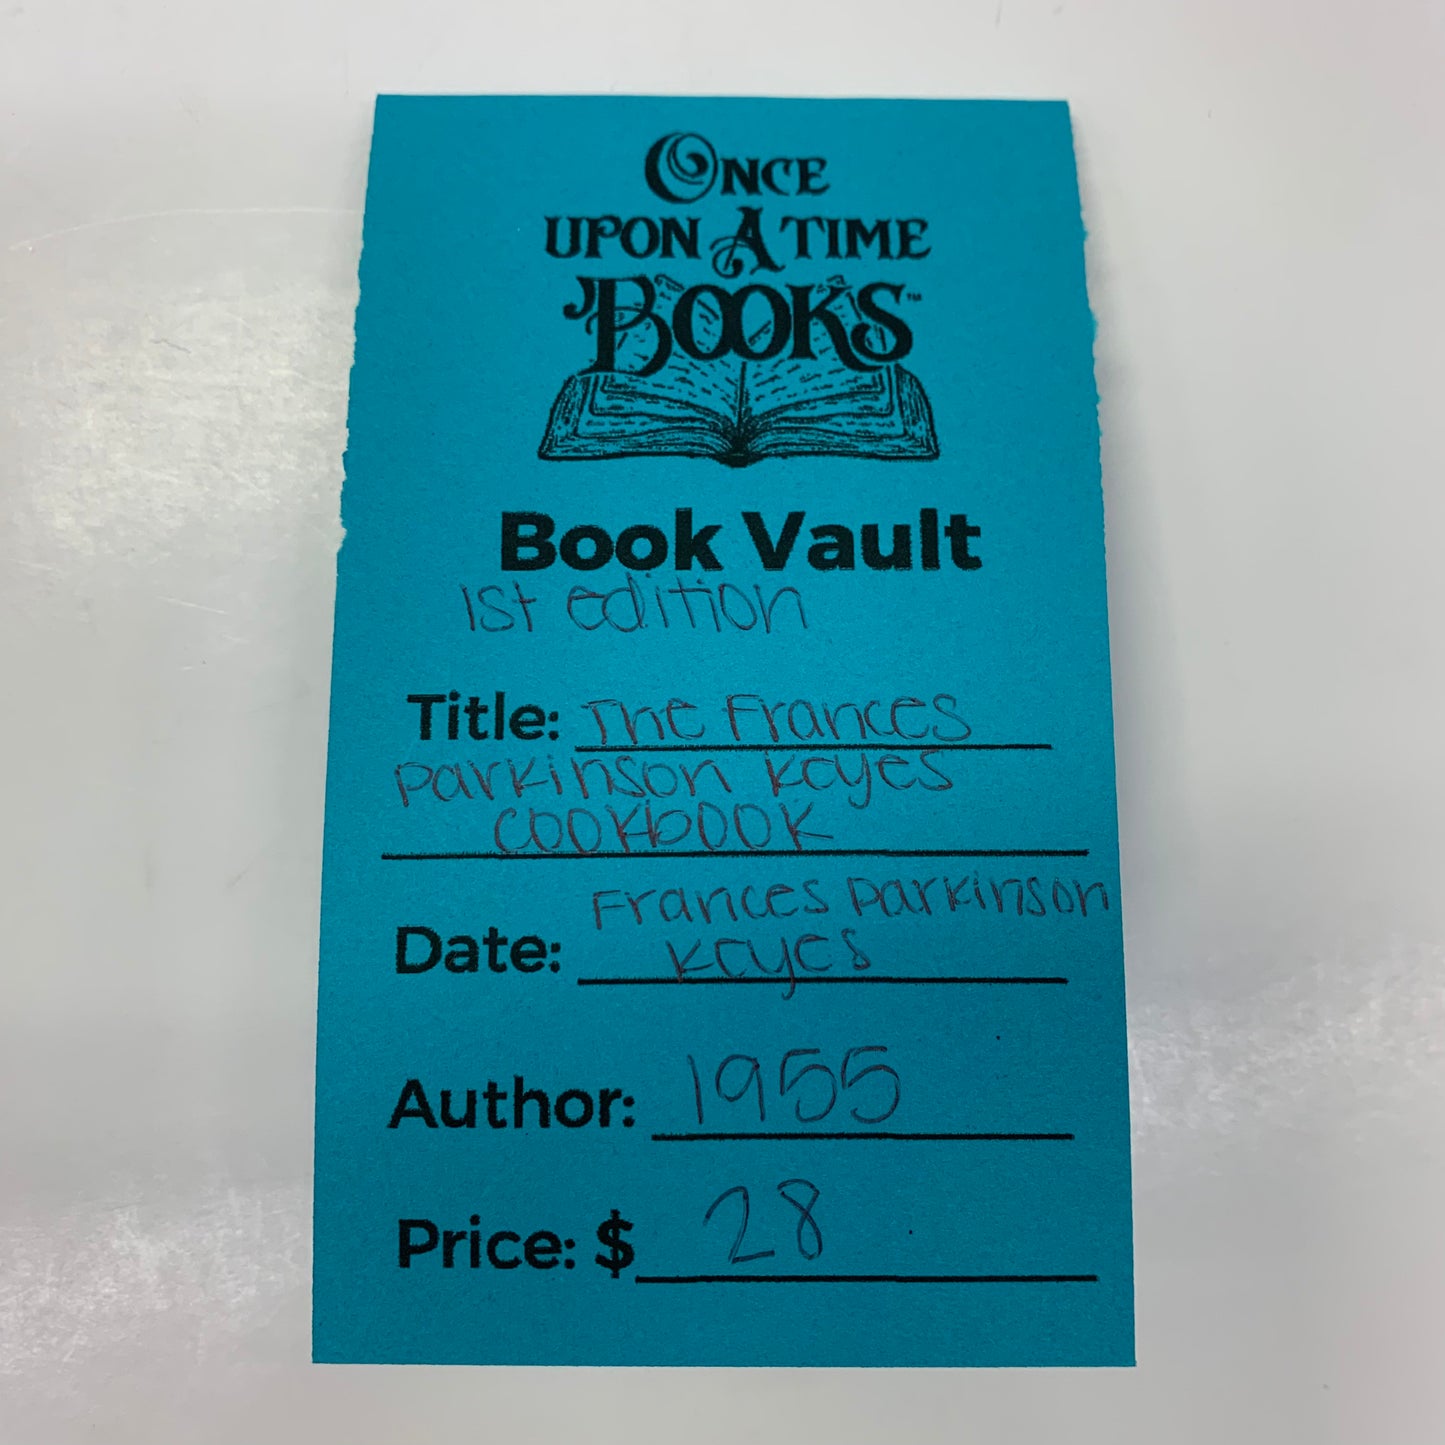 ONCE
UPON A TIME
BOOKS™
Book Vault
1st edition
Title: The Frances
Parkinson Keyes
Cookbook
Frances Parkinson
Date: Keyes
Author: 1955
Price: $ 28